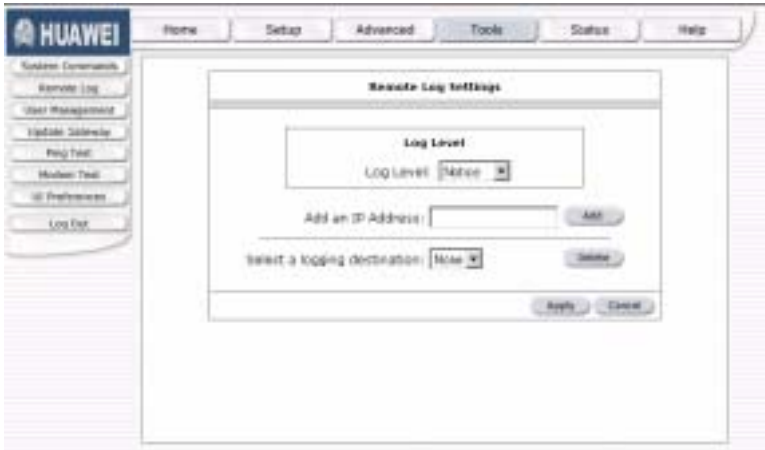 HUAWEI
Home
Setup
Advanced
Tools
Status
Help
System Commands
Remote Log
User Management
Update Gateway
Ping Test
Modem Test
UI Preferences
Log Out
Remote Log Settings
Log Level
Log Level: Notice
Add an IP Address:
Add
Select a logging destination: None
Delete
Apply
Cancel